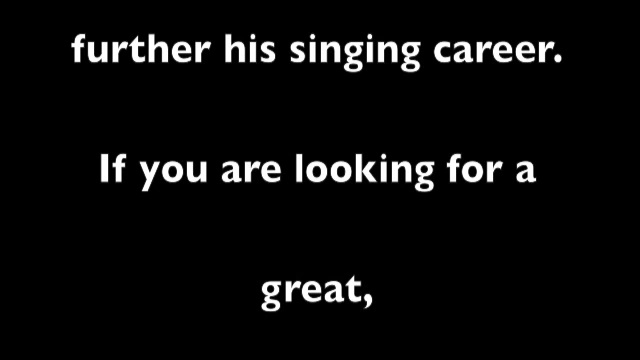 further his singing career.
If you are looking for a
great,